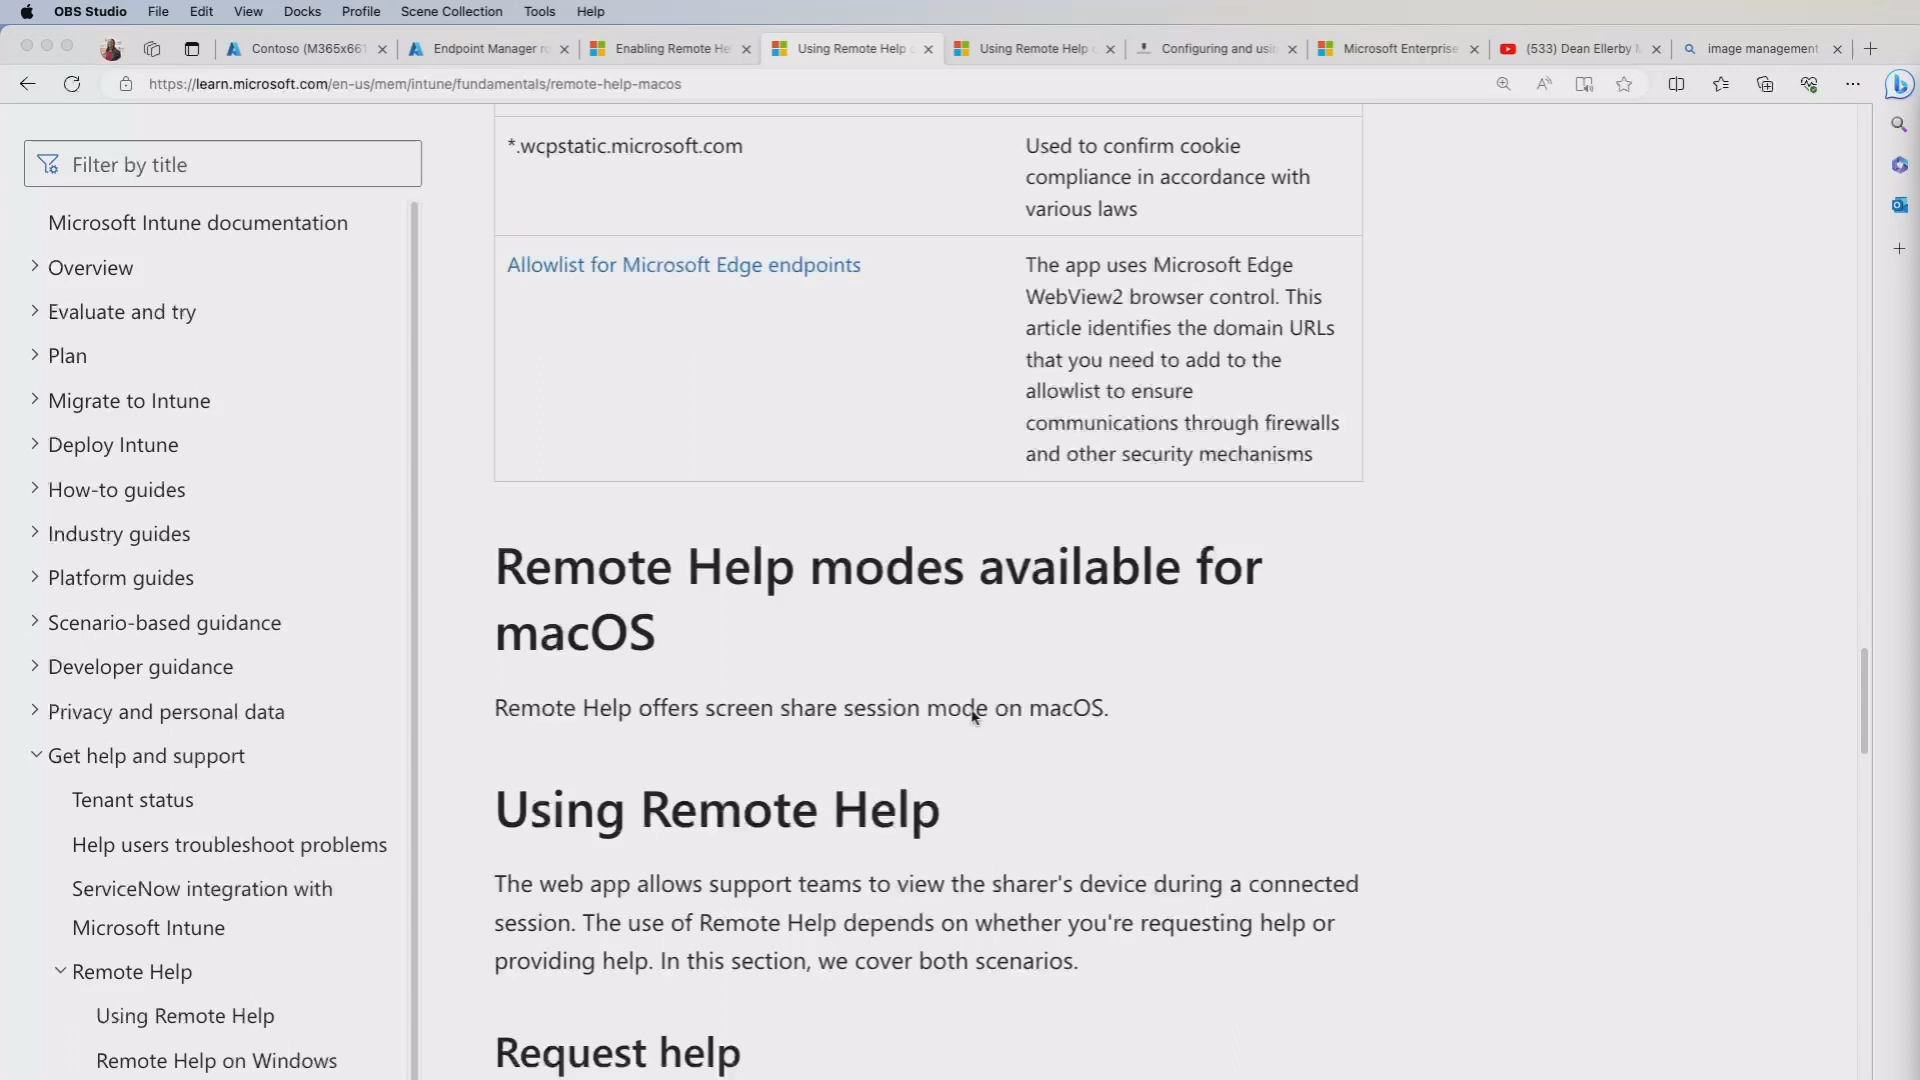 OBS Studio File Edit View Docks Profile Scene Collection Tools Help
Contoso (M365x661 Endpoint Manager ro Enabling Remote He Using Remote Help o Using Remote Help o Configuring and usin Microsoft Enterprise (533) Dean Ellerby image management
https://learn.microsoft.com/en-us/mem/intune/fundamentals/remote-help-macos
Filter by title
Microsoft Intune documentation
Overview
Evaluate and try
Plan
Migrate to Intune
Deploy Intune
How-to guides
Industry guides
Platform guides
Scenario-based guidance
Developer guidance
Privacy and personal data
Get help and support
Tenant status
Help users troubleshoot problems
ServiceNow integration with
Microsoft Intune
Remote Help
Using Remote Help
Remote Help on Windows
*.wcpstatic.microsoft.com
Used to confirm cookie
compliance in accordance with
various laws
Allowlist for Microsoft Edge endpoints
The app uses Microsoft Edge
WebView2 browser control. This
article identifies the domain URLs
that you need to add to the
allowlist to ensure
communications through firewalls
and other security mechanisms
Remote Help modes available for
macOS
Remote Help offers screen share session mode on macOS.
Using Remote Help
The web app allows support teams to view the sharer's device during a connected
session. The use of Remote Help depends on whether you're requesting help or
providing help. In this section, we cover both scenarios.
Request help